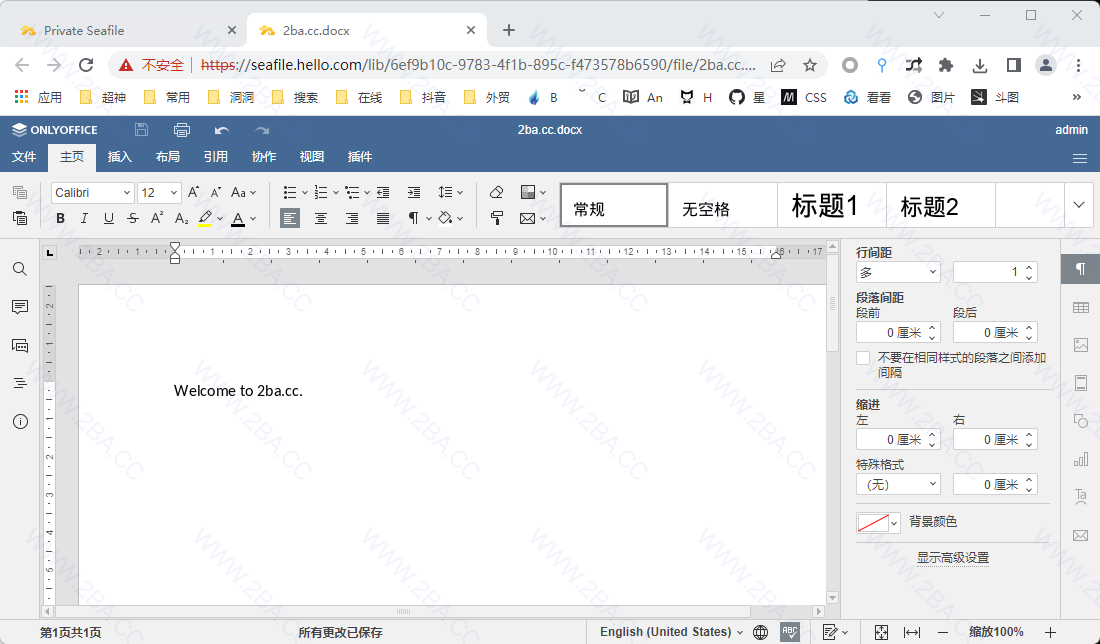 Private Seafile
2ba.cc.docx
不安全
https://seafile.hello.com/lib/6ef9b10c-9783-4f1b-895c-f473578b6590/file/2ba.cc....
应用 超神 常用 洞洞 搜索 在线 抖音 外贸 B C An H 星 CSS 看看 图片 斗图
ONLYOFFICE 2ba.cc.docx admin
文件 主页 插入 布局 引用 协作 视图 插件
Calibri 12 常规 无空格 标题1 标题2
行间距
多 1
段落间距
段前 段后
0 厘米 0 厘米
不要在相同样式的段落之间添加
间隔
缩进
左 右
0 厘米 0 厘米
特殊格式
(无) 0 厘米
背景颜色
显示高级设置
Welcome to 2ba.cc.
第1页共1页 所有更改已保存 English (United States) 缩放100%
WWW.2BA.CC